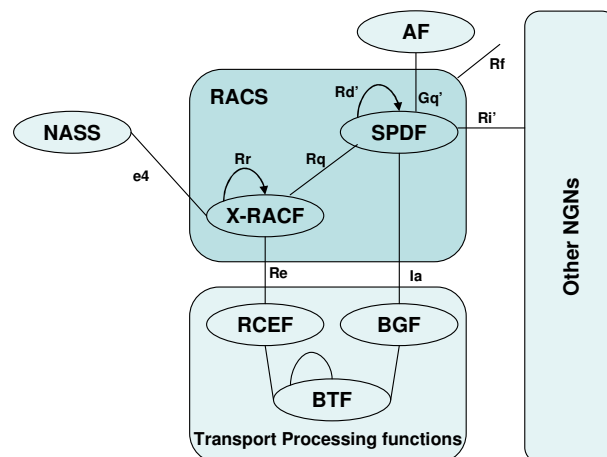 AF
Rf
RACS
Rd’
Gq’
NASS
SPDF
Ri’
Rr
Rq
e4
X-RACF
Re
Ia
Other NGNs
RCEF
BGF
BTF
Transport Processing functions